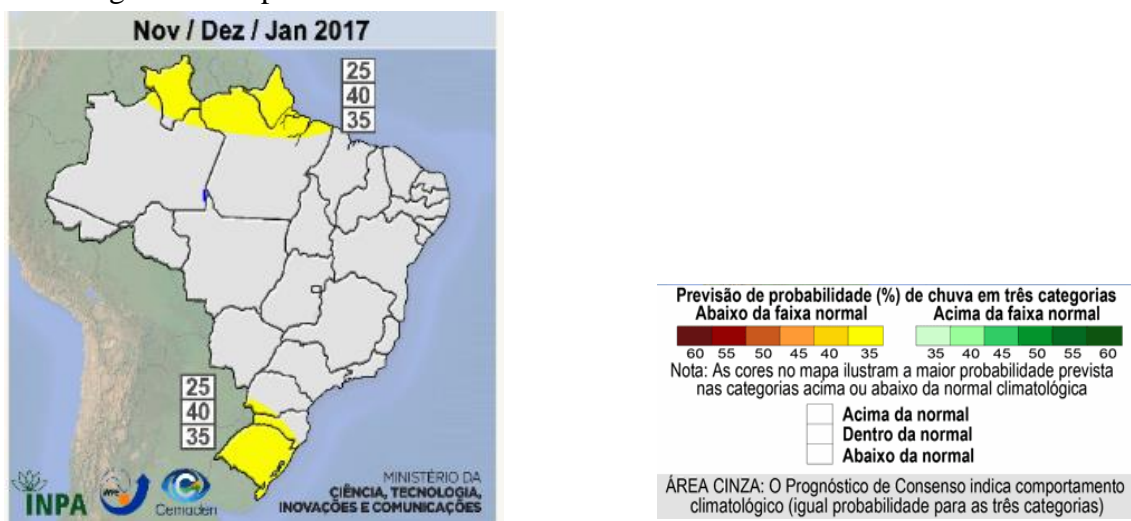 Nov / Dez / Jan 2017
25
40
35
25
40
35
INPA
Cemaden
MINISTÉRIO DA
CIÊNCIA, TECNOLOGIA,
INOVAÇÕES E COMUNICAÇÕES
Previsão de probabilidade (%) de chuva em três categorias
Abaixo da faixa normal Acima da faixa normal
60 55 50 45 40 35 35 40 45 50 55 60
Nota: As cores no mapa ilustram a maior probabilidade prevista
nas categorias acima ou abaixo da normal climatológica
Acima da normal
Dentro da normal
Abaixo da normal
ÁREA CINZA: O Prognóstico de Consenso indica comportamento
climatológico (igual probabilidade para as três categorias)